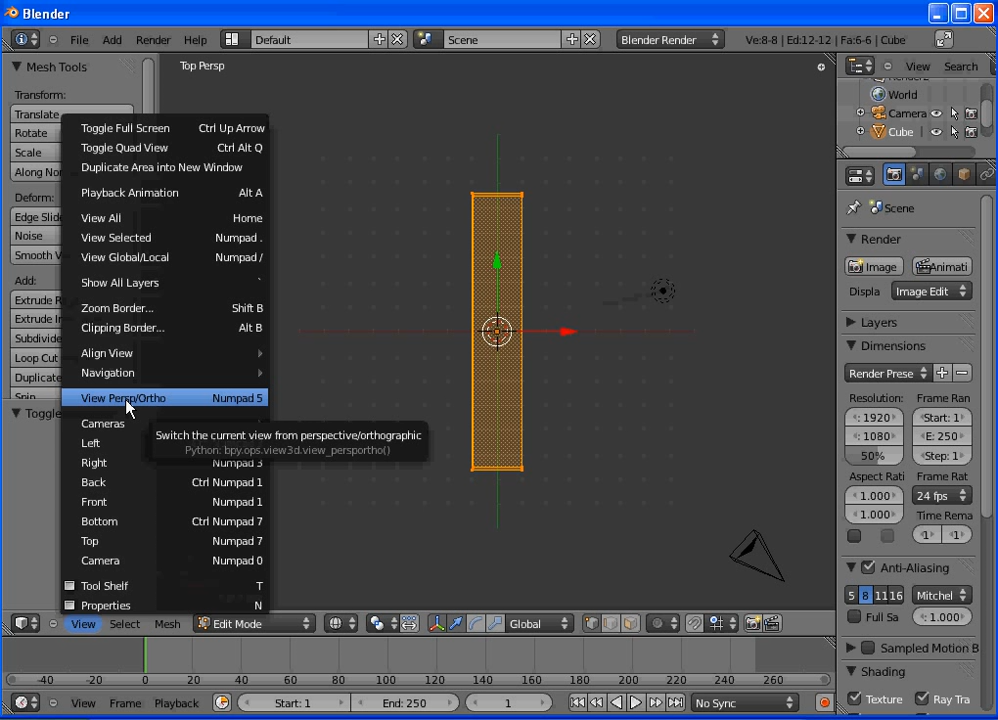 Blender
File Add Render Help Default Scene Blender Render Ve:8-8 | Ed:12-12 | Fa:6-6 | Cube
Mesh Tools
Transform:
Translate
Rotate
Scale
Along No
Deform:
Edge Slid
Noise
Smooth V
Add:
Extrude R
Extrude In
Subdivide
Loop Cut
Duplicate
Spin
Toggle
Toggle Full Screen Ctrl Up Arrow
Toggle Quad View Ctrl Alt Q
Duplicate Area into New Window
Playback Animation Alt A
View All Home
View Selected Numpad .
View Global/Local Numpad /
Show All Layers `
Zoom Border... Shift B
Clipping Border... Alt B
Align View
Navigation
View Persp/Ortho Numpad 5
Cameras
Left
Right Numpad 3
Back Ctrl Numpad 1
Front Numpad 1
Bottom Ctrl Numpad 7
Top Numpad 7
Camera Numpad 0
Tool Shelf T
Properties N
Switch the current view from perspective/orthographic
Python: bpy.ops.view3d.view_persportho()
Top Persp
View Select Mesh Edit Mode Global
-40 -20 0 20 40 60 80 100 120 140 160 180 200 220 240 260
View Frame Playback Start: 1 End: 250 1 No Sync
View Search
World
Camera
Cube
Scene
Render
Image Animati
Displa Image Edit
Layers
Dimensions
Render Prese
Resolution: Frame Ran
: 1920 Start: 1
: 1080 E: 250
50% Step: 1
Aspect Rati Frame Rat
: 1.000 24 fps
: 1.000 Time Rema
1 1
Anti-Aliasing
5 8 11 16 Mitchel
Full Sa : 1.000
Sampled Motion B
Shading
Texture Ray Tra